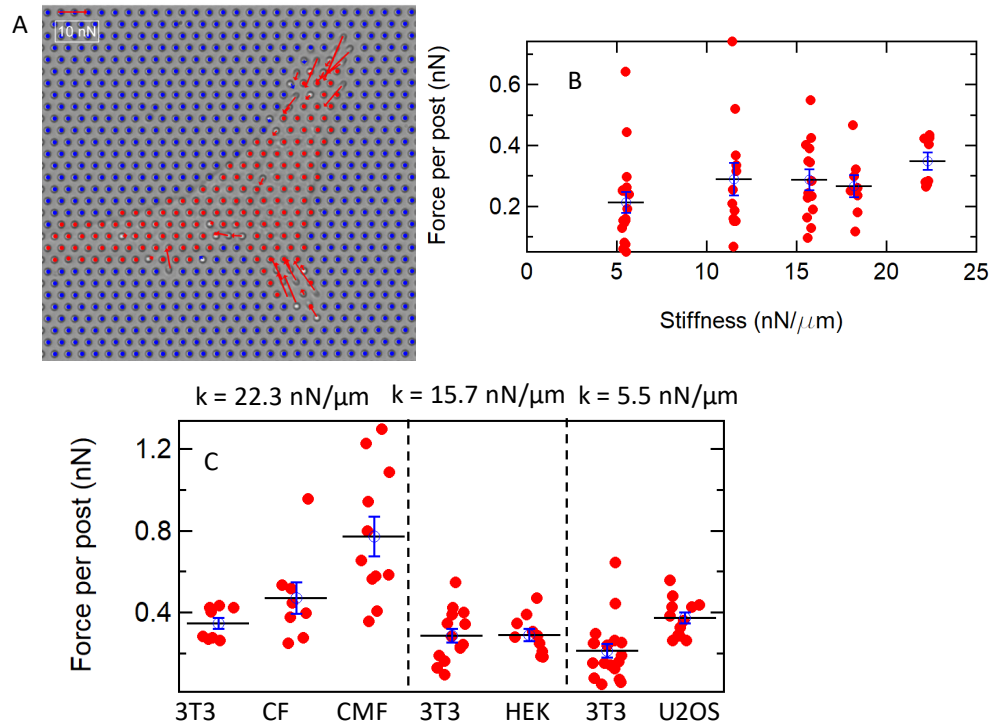 A
10 nN
B
Force per post (nN)
0.6
0.4
0.2
0 5 10 15 20 25
Stiffness (nN/μm)
k = 22.3 nN/μm k = 15.7 nN/μm k = 5.5 nN/μm
C
Force per post (nN)
1.2
0.8
0.4
3T3 CF CMF 3T3 HEK 3T3 U2OS